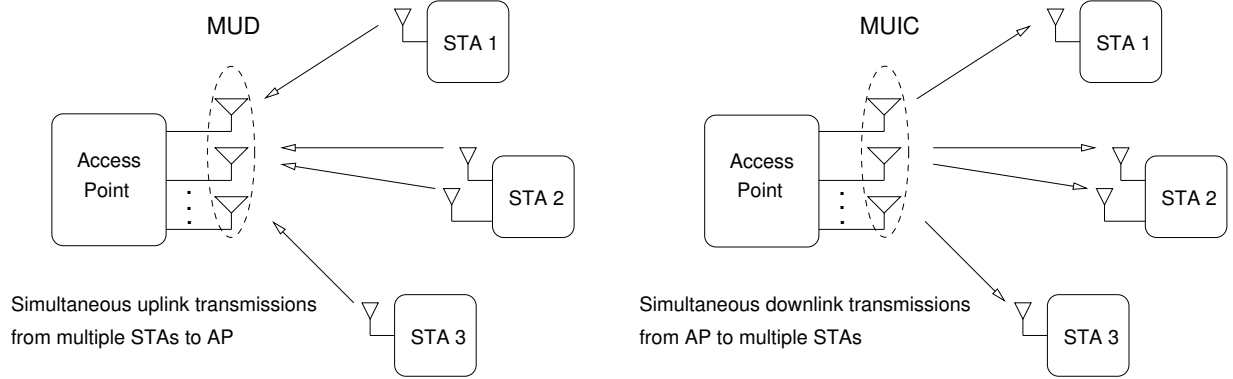 MUD
STA 1
Access
Point
STA 2
STA 3
Simultaneous uplink transmissions
from multiple STAs to AP
MUIC
STA 1
Access
Point
STA 2
STA 3
Simultaneous downlink transmissions
from AP to multiple STAs